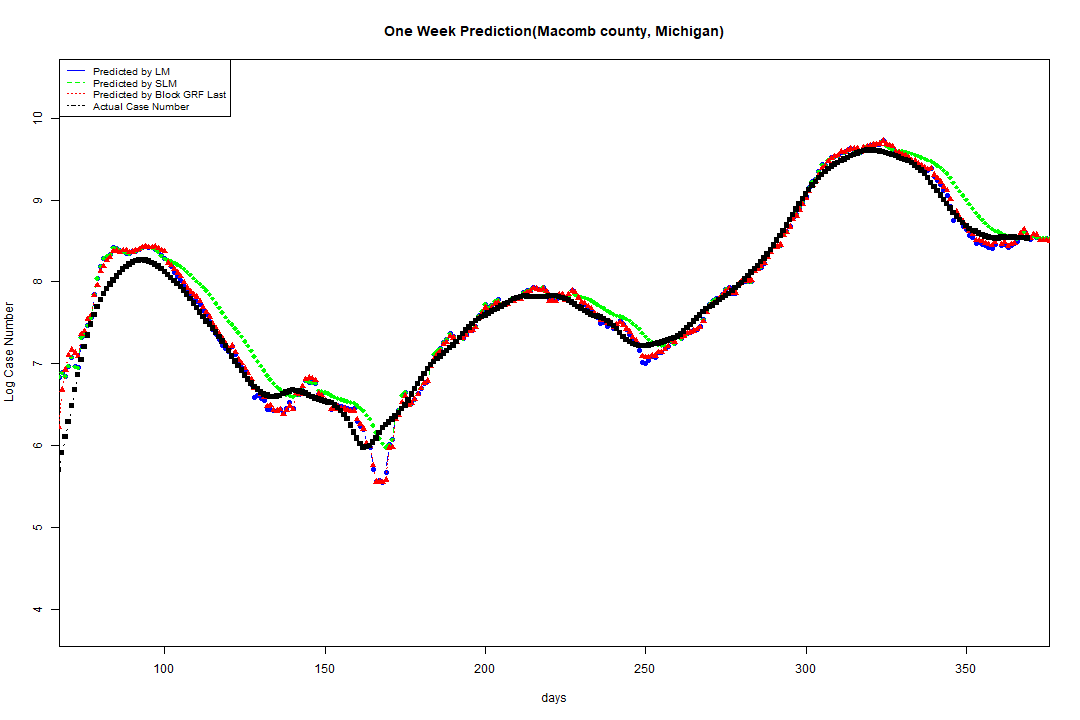 One Week Prediction(Macomb county, Michigan)
Predicted by LM
Predicted by SLM
Predicted by Block GRF Last
Actual Case Number
10
9
8
7
6
5
4
Log Case Number
100 150 200 250 300 350
days